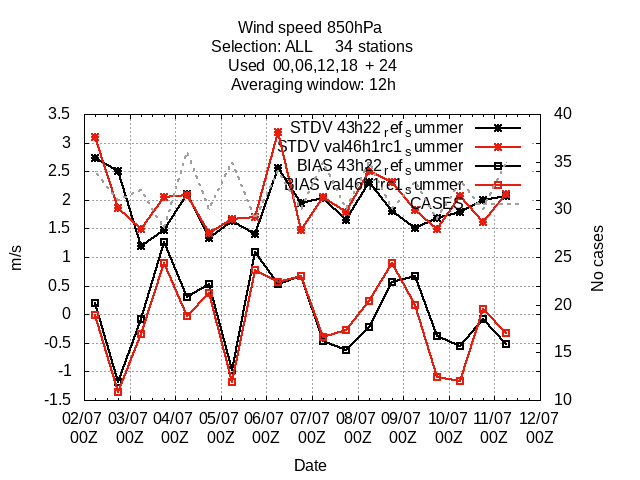 Wind speed 850hPa
Selection: ALL 34 stations
Used 00,06,12,18 + 24
Averaging window: 12h
STDV 43h22_ref_summer
STDV val46h1rc1_summer
BIAS 43h22_ref_summer
BIAS val46h1rc1_summer
CASES
3.5
3
2.5
2
1.5
1
0.5
0
-0.5
-1
-1.5
m/s
40
35
30
25
20
15
10
No cases
02/07 03/07 04/07 05/07 06/07 07/07 08/07 09/07 10/07 11/07 12/07
00Z 00Z 00Z 00Z 00Z 00Z 00Z 00Z 00Z 00Z 00Z
Date